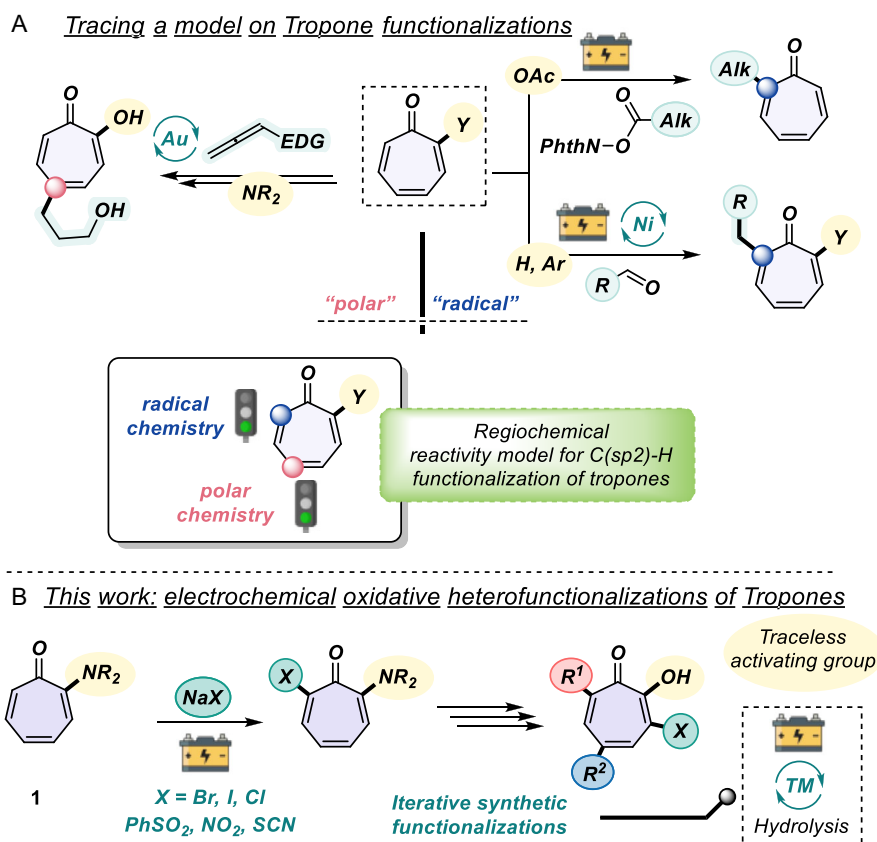 A Tracing a model on Tropone functionalizations
O
OH
Au
EDG
NR2
OH
O
Y
OAc
O
PhthN–O
Alk
O
Alk
H, Ar
Ni
R
O
R
O
Y
“polar” “radical”
radical
chemistry
O
Y
polar
chemistry
Regiochemical
reactivity model for C(sp2)-H
functionalization of tropones
B This work: electrochemical oxidative heterofunctionalizations of Tropones
O
NR2
1
NaX
X = Br, I, Cl
PhSO2, NO2, SCN
O
X
NR2
Iterative synthetic
functionalizations
R1
O
OH
X
R2
Traceless
activating group
TM
Hydrolysis